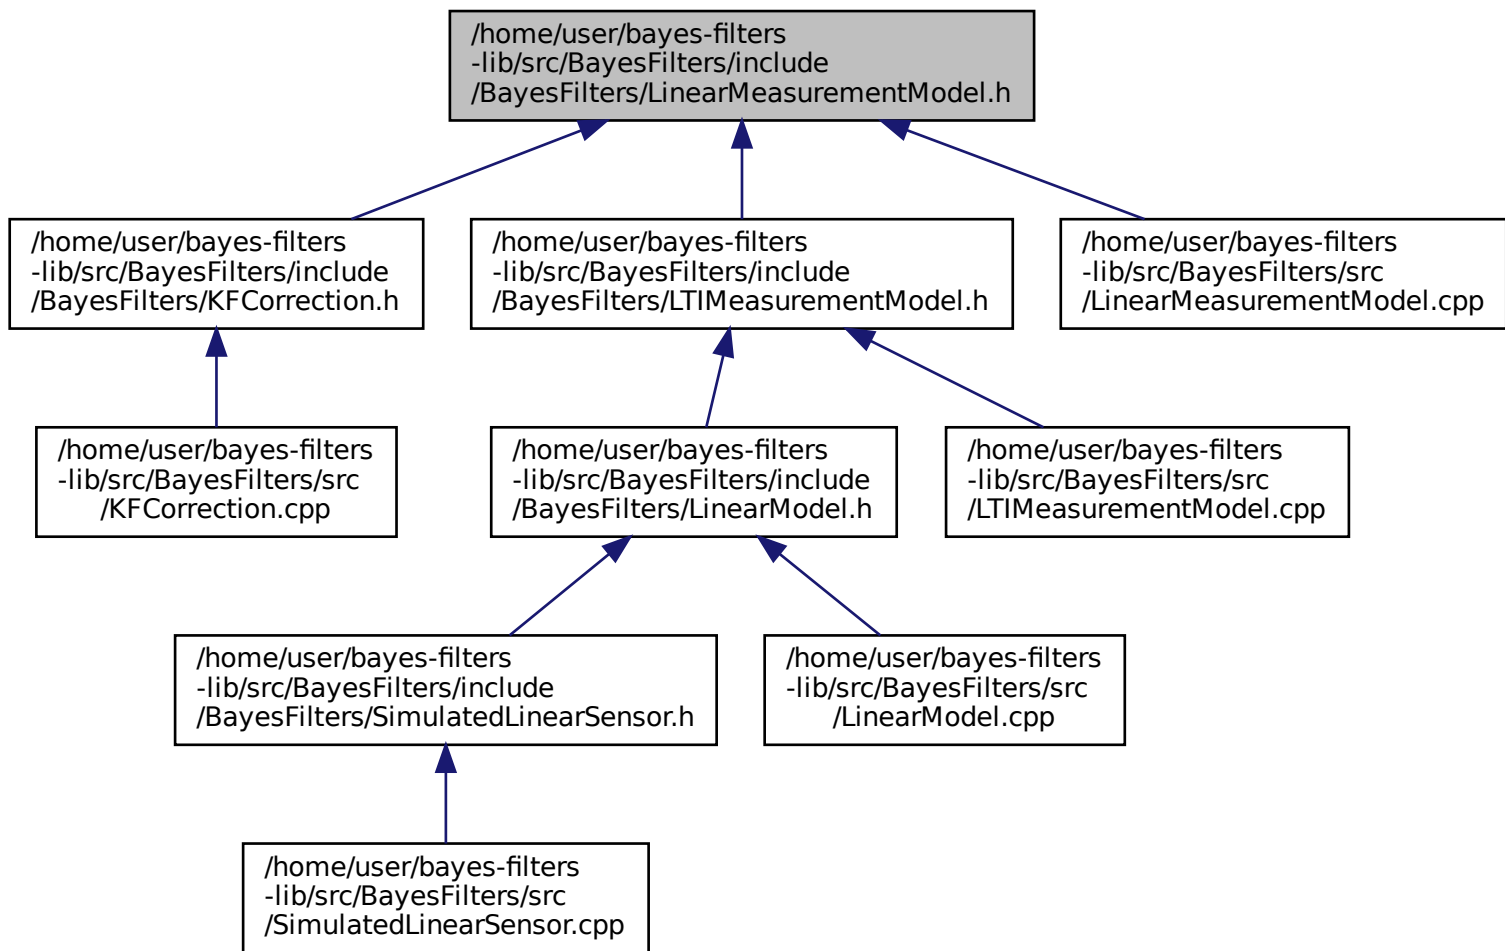 /home/user/bayes-filters
-lib/src/BayesFilters/include
/BayesFilters/LinearMeasurementModel.h
/home/user/bayes-filters
-lib/src/BayesFilters/include
/BayesFilters/KFCorrection.h
/home/user/bayes-filters
-lib/src/BayesFilters/include
/BayesFilters/LTIMeasurementModel.h
/home/user/bayes-filters
-lib/src/BayesFilters/src
/LinearMeasurementModel.cpp
/home/user/bayes-filters
-lib/src/BayesFilters/src
/KFCorrection.cpp
/home/user/bayes-filters
-lib/src/BayesFilters/include
/BayesFilters/LinearModel.h
/home/user/bayes-filters
-lib/src/BayesFilters/src
/LTIMeasurementModel.cpp
/home/user/bayes-filters
-lib/src/BayesFilters/include
/BayesFilters/SimulatedLinearSensor.h
/home/user/bayes-filters
-lib/src/BayesFilters/src
/LinearModel.cpp
/home/user/bayes-filters
-lib/src/BayesFilters/src
/SimulatedLinearSensor.cpp